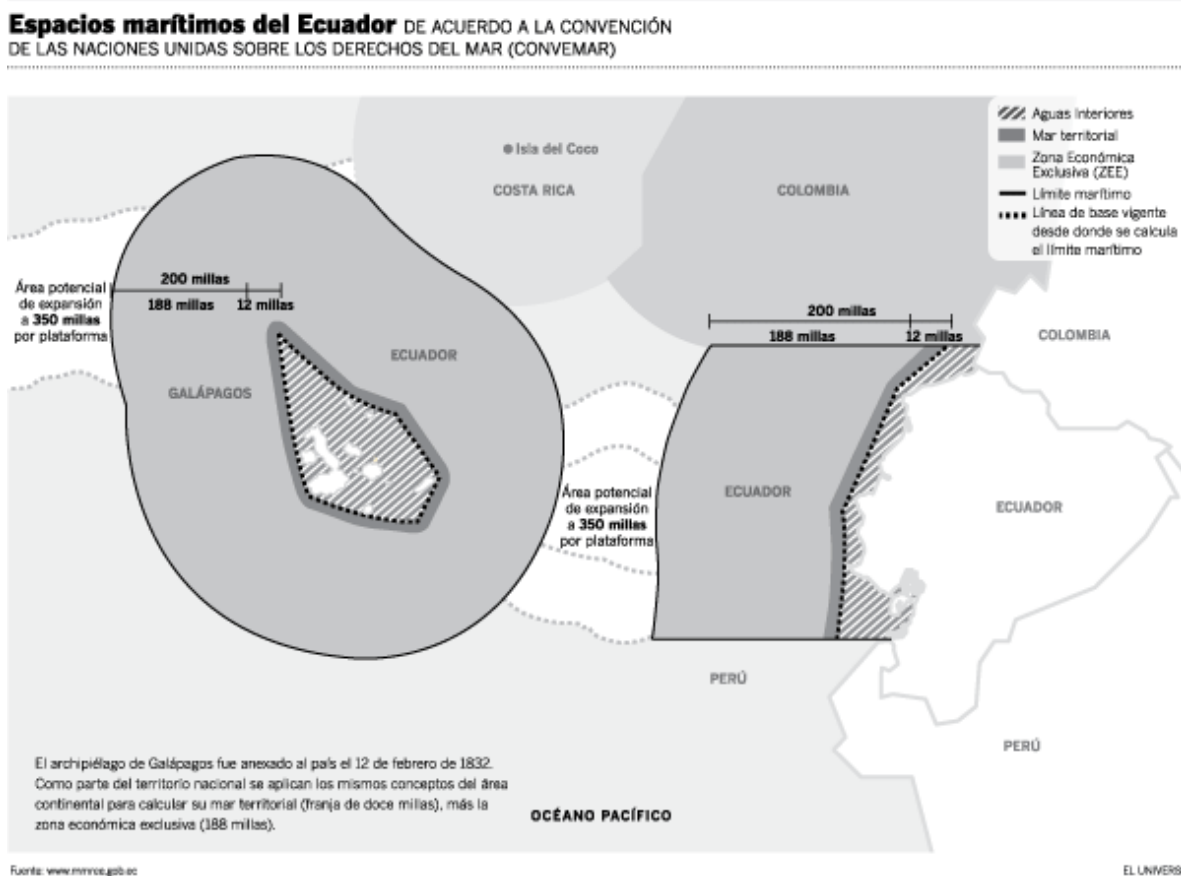 Espacios marítimos del Ecuador DE ACUERDO A LA CONVENCIÓN
DE LAS NACIONES UNIDAS SOBRE LOS DERECHOS DEL MAR (CONVEMAR)
Aguas Interiores
Mar territorial
Zona Económica
Exclusiva (ZEE)
Límite marítimo
Línea de base vigente
desde donde se calcula
el límite marítimo
Isla del Coco
COSTA RICA
COLOMBIA
200 millas
188 millas
12 millas
Área potencial
de expansión
a 350 millas
por plataforma
ECUADOR
GALÁPAGOS
200 millas
188 millas
12 millas
COLOMBIA
Área potencial
de expansión
a 350 millas
por plataforma
ECUADOR
ECUADOR
PERÚ
PERÚ
El archipiélago de Galápagos fue anexado al país el 12 de febrero de 1832.
Como parte del territorio nacional se aplican los mismos conceptos del área
continental para calcular su mar territorial (franja de doce millas), más la
zona económica exclusiva (188 millas).
OCÉANO PACÍFICO
Fuente:
EL UNIVERS